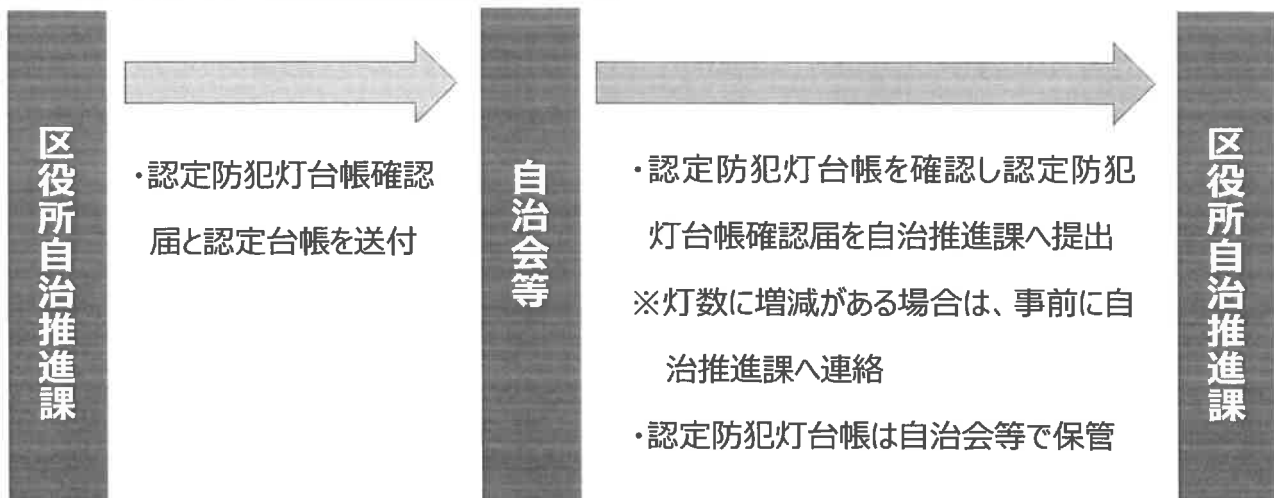 区役所自治推進課
・認定防犯灯台帳確認
届と認定台帳を送付
自治会等
・認定防犯灯台帳を確認し認定防犯
灯台帳確認届を自治推進課へ提出
※灯数に増減がある場合は、事前に自
治推進課へ連絡
・認定防犯灯台帳は自治会等で保管
区役所自治推進課